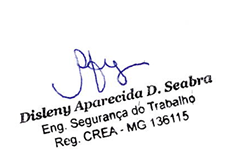 Disleny Aparecida D. Seabra
Eng. Segurança do Trabalho
Reg. CREA - MG 136115